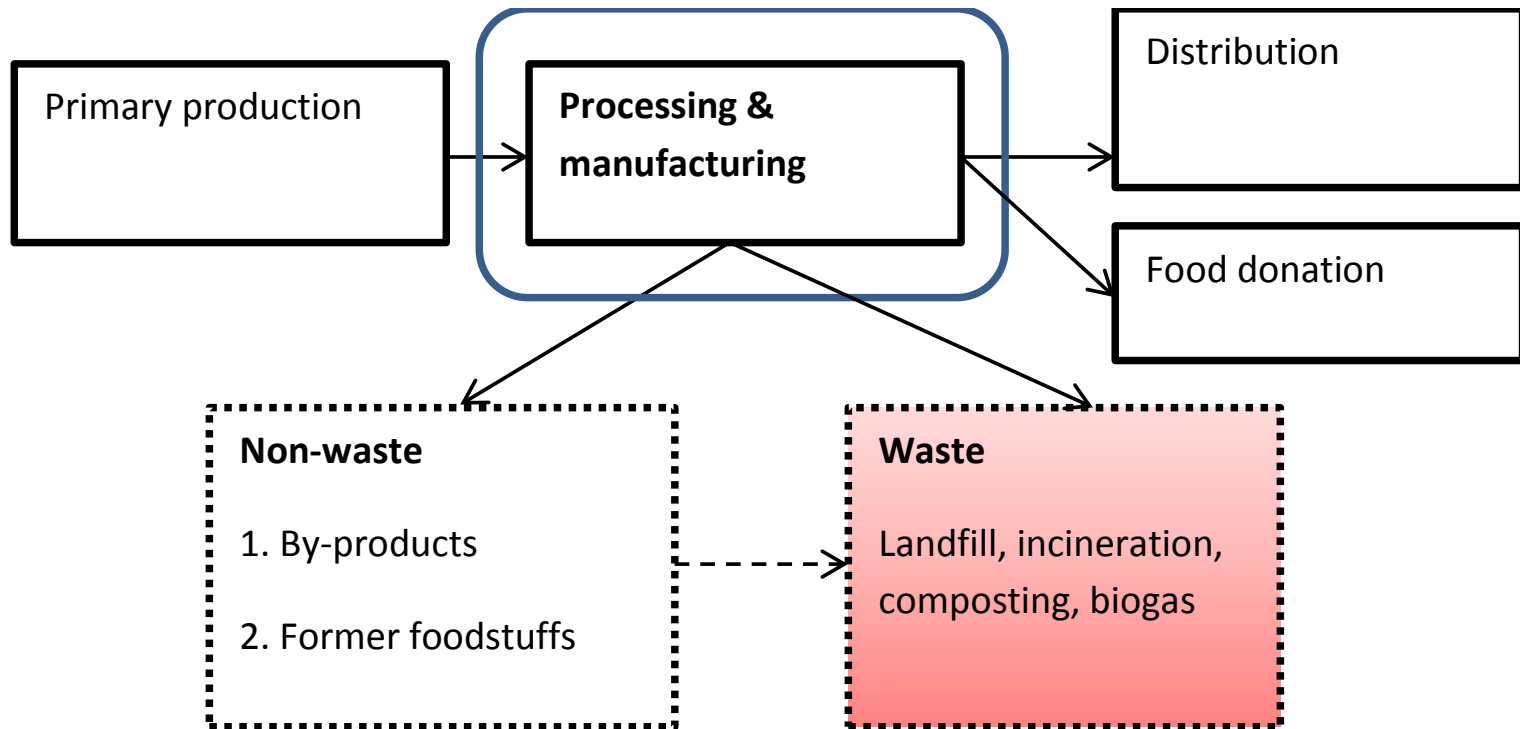 Primary production
Processing &
manufacturing
Distribution
Food donation
Non-waste
1. By-products
2. Former foodstuffs
Waste
Landfill, incineration,
composting, biogas